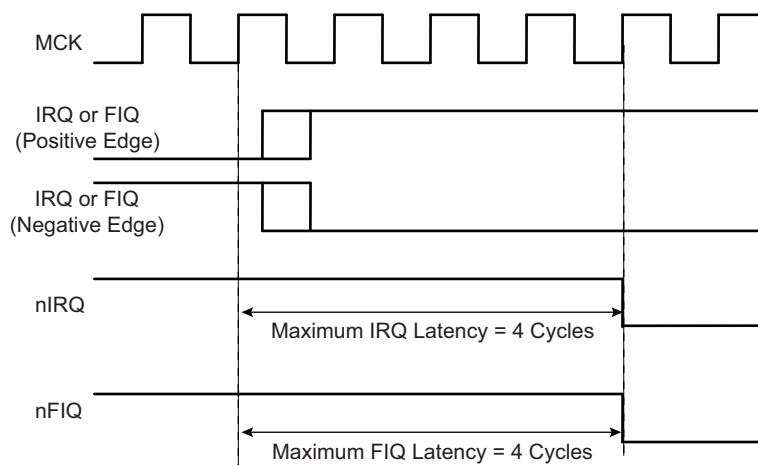 MCK
IRQ or FIQ
(Positive Edge)
IRQ or FIQ
(Negative Edge)
nIRQ
Maximum IRQ Latency = 4 Cycles
nFIQ
Maximum FIQ Latency = 4 Cycles